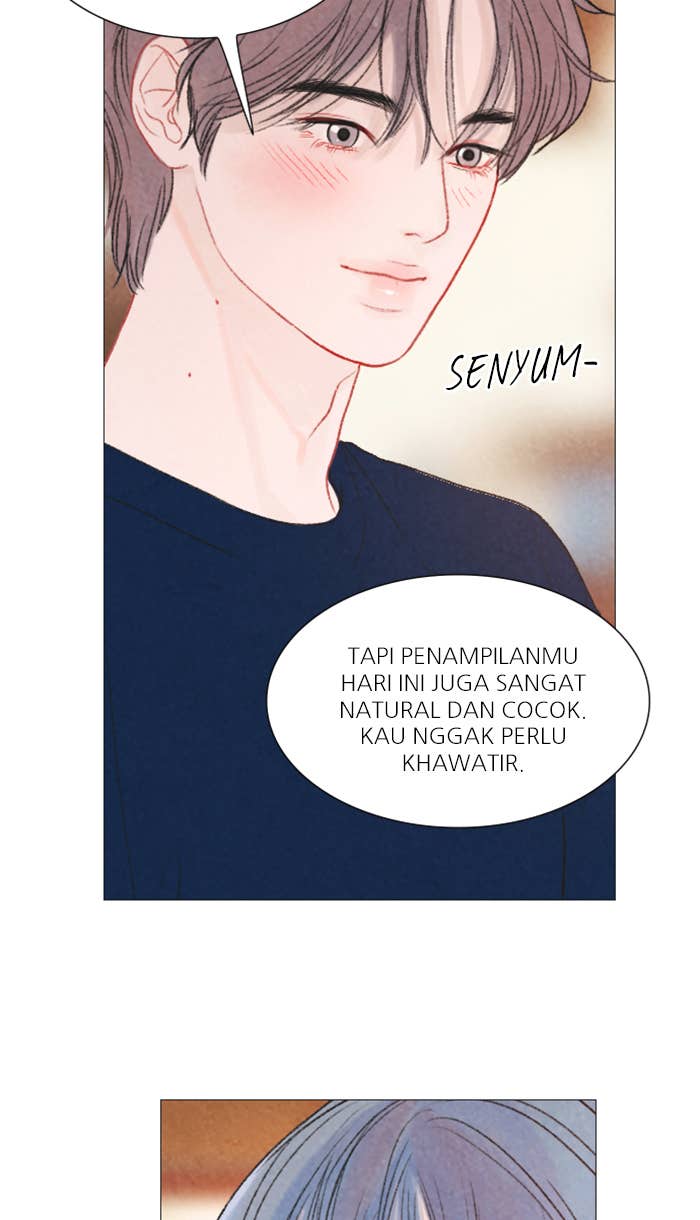 SENYUM-
TAPI PENAMPILANMU
HARI INI JUGA SANGAT
NATURAL DAN COCOK.
KAU NGGAK PERLU
KHAWATIR.